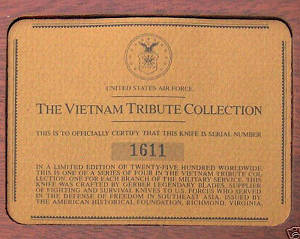 UNITED STATES AIR FORCE
THE VIETNAM TRIBUTE COLLECTION
THIS IS TO OFFICIALLY CERTIFY THAT THIS KNIFE IS SERIAL NUMBER
1611
IN A LIMITED EDITION OF TWENTY-FIVE HUNDRED WORLDWIDE.
THIS IS ONE OF A SERIES OF FOUR IN THE VIETNAM TRIBUTE COL-
LECTION, ONE FOR EACH BRANCH OF THE MILITARY SERVICE. THIS
KNIFE WAS CRAFTED BY GERBER LEGENDARY BLADES, SUPPLIER
OF FIGHTING AND SURVIVAL KNIVES TO U.S. FORCES WHO SERVED
IN THE DEFENSE OF FREEDOM IN SOUTHEAST ASIA. ISSUED BY
THE AMERICAN HISTORICAL FOUNDATION, RICHMOND, VIRGINIA.